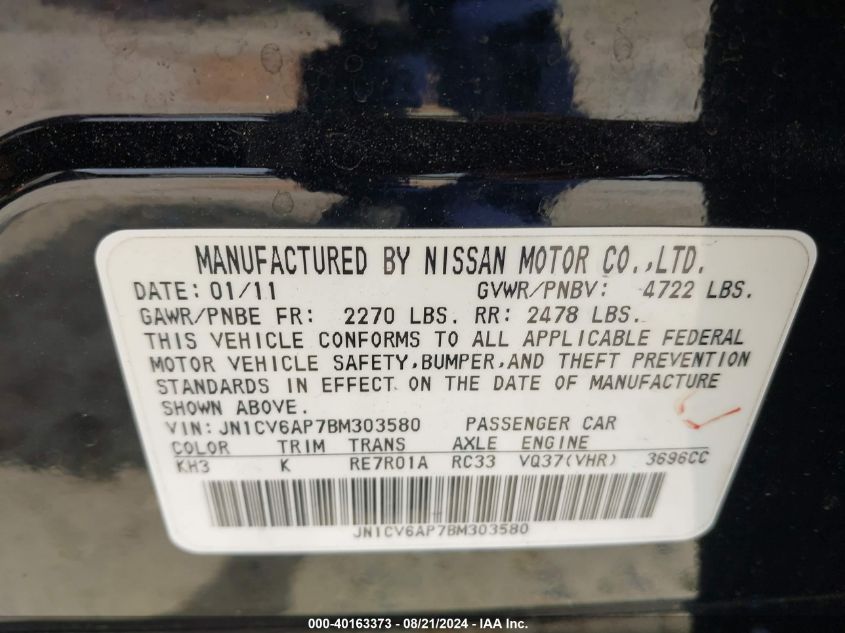 MANUFACTURED BY NISSAN MOTOR CO.,LTD.
DATE: 01/11 GVWR/PNBV: 4722 LBS.
GAWR/PNBE FR: 2270 LBS. RR: 2478 LBS.
THIS VEHICLE CONFORMS TO ALL APPLICABLE FEDERAL
MOTOR VEHICLE SAFETY,BUMPER,AND THEFT PREVENTION
STANDARDS IN EFFECT ON THE DATE OF MANUFACTURE
SHOWN ABOVE.
VIN: JN1CV6AP7BM303580 PASSENGER CAR
COLOR TRIM TRANS AXLE ENGINE
KH3 K RE7R01A RC33 VQ37(VHR) 3696CC
JN1CV6AP7BM303580
000-40163373 - 08/21/2024 - IAA Inc.